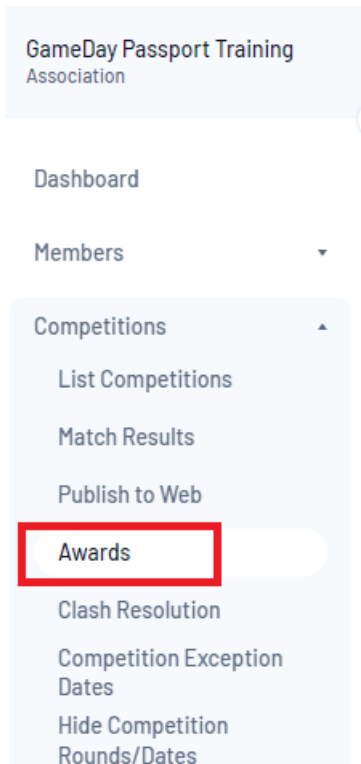 GameDay Passport Training
Association
Dashboard
Members
Competitions
List Competitions
Match Results
Publish to Web
Awards
Clash Resolution
Competition Exception
Dates
Hide Competition
Rounds/Dates